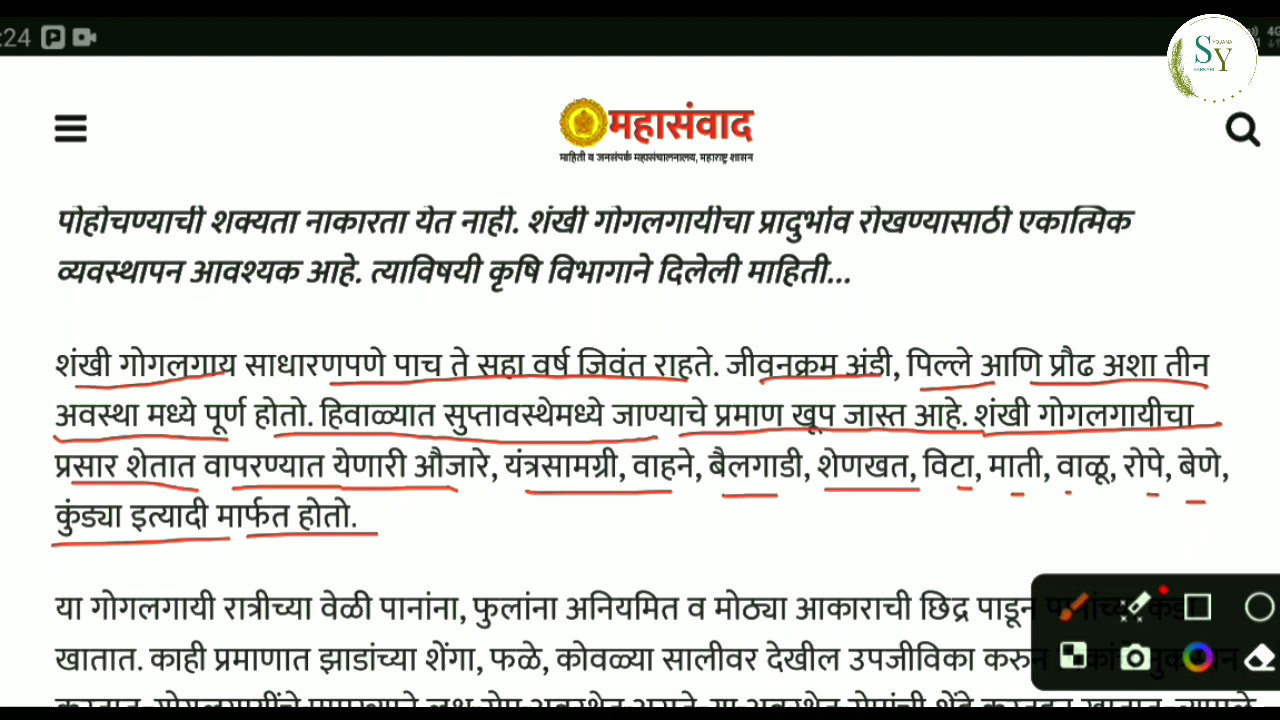 :24
4G
SY
महासंवाद
माहिती व जनसंपर्क महासंचालनालय, महाराष्ट्र शासन
पोहोचण्याची शक्यता नाकारता येत नाही. शंखी गोगलगायीचा प्रादुर्भाव रोखण्यासाठी एकात्मिक
व्यवस्थापन आवश्यक आहे. त्याविषयी कृषि विभागाने दिलेली माहिती...
शंखी गोगलगाय साधारणपणे पाच ते सहा वर्ष जिवंत राहते. जीवनक्रम अंडी, पिल्ले आणि प्रौढ अशा तीन
अवस्था मध्ये पूर्ण होतो. हिवाळ्यात सुप्तावस्थेमध्ये जाण्याचे प्रमाण खूप जास्त आहे. शंखी गोगलगायीचा
प्रसार शेतात वापरण्यात येणारी औजारे, यंत्रसामग्री, वाहने, बैलगाडी, शेणखत, विटा, माती, वाळू, रोपे, बेणे,
कुंड्या इत्यादी मार्फत होतो.
या गोगलगायी रात्रीच्या वेळी पानांना, फुलांना अनियमित व मोठ्या आकाराची छिद्र पाडून
खातात. काही प्रमाणात झाडांच्या शेंगा, फळे, कोवळ्या सालीवर देखील उपजीविका करुन